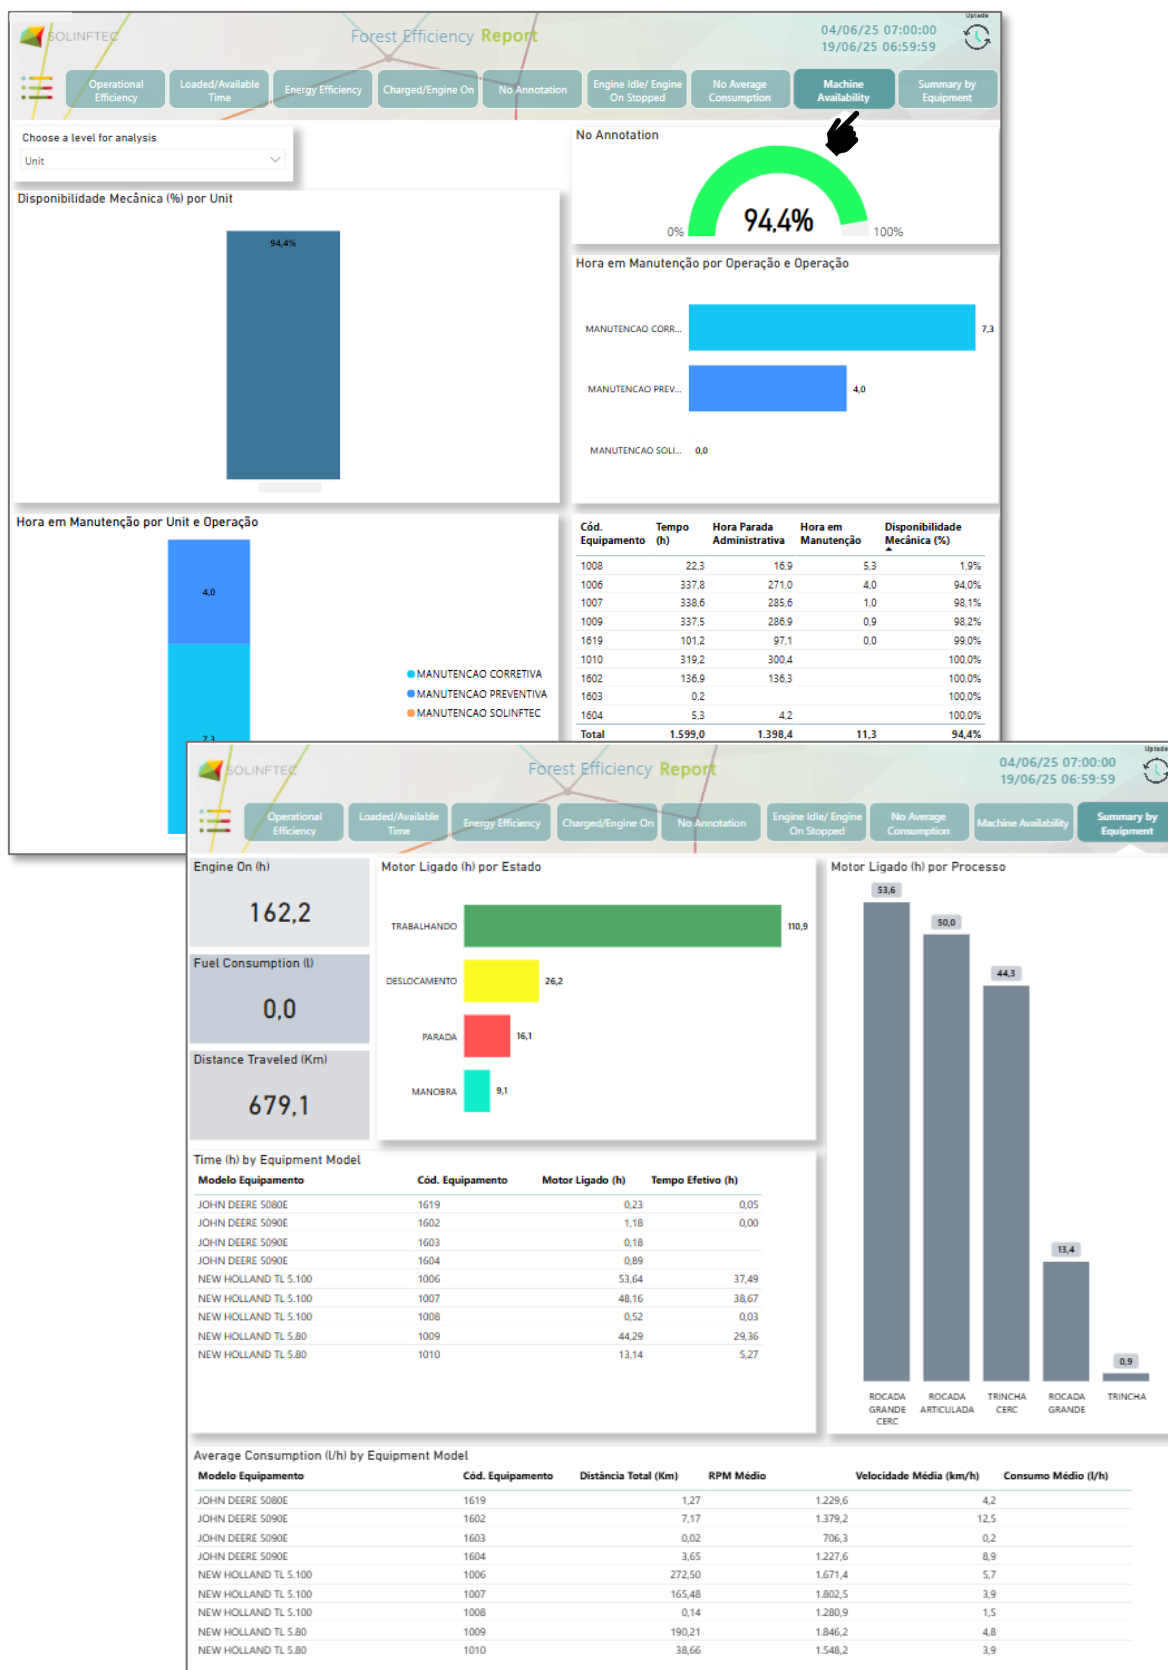 Uptade
SOLINFTEC
Forest Efficiency Report
04/06/25 07:00:00
19/06/25 06:59:59
Operational Efficiency
Loaded/Available Time
Energy Efficiency
Charged/Engine On
No Annotation
Engine Idle/ Engine On Stopped
No Average Consumption
Machine Availability
Summary by Equipment
Choose a level for analysis
Unit
Disponibilidade Mecânica (%) por Unit
94,4%
No Annotation
0%
94,4%
100%
Hora em Manutenção por Operação e Operação
MANUTENCAO CORR... 7,3
MANUTENCAO PREV... 4,0
MANUTENCAO SOLI... 0,0
Hora em Manutenção por Unit e Operação
4,0
7,3
MANUTENCAO CORRETIVA
MANUTENCAO PREVENTIVA
MANUTENCAO SOLINFTEC
Cód. Equipamento Tempo (h) Hora Parada Administrativa Hora em Manutenção Disponibilidade Mecânica (%)
1008 22,3 16,9 5,3 1,9%
1006 337,8 271,0 4,0 94,0%
1007 338,6 285,6 1,0 98,1%
1009 337,5 286,9 0,9 98,2%
1619 101,2 97,1 0,0 99,0%
1010 319,2 300,4 100,0%
1602 136,9 136,3 100,0%
1603 0,2 100,0%
1604 5,3 4,2 100,0%
Total 1.599,0 1.398,4 11,3 94,4%
Uptade
SOLINFTEC
Forest Efficiency Report
04/06/25 07:00:00
19/06/25 06:59:59
Operational Efficiency
Loaded/Available Time
Energy Efficiency
Charged/Engine On
No Annotation
Engine Idle/ Engine On Stopped
No Average Consumption
Machine Availability
Summary by Equipment
Engine On (h)
162,2
Fuel Consumption (l)
0,0
Distance Traveled (Km)
679,1
Motor Ligado (h) por Estado
TRABALHANDO 110,9
DESLOCAMENTO 26,2
PARADA 16,1
MANOBRA 9,1
Motor Ligado (h) por Processo
53,6
50,0
44,3
13,4
0,9
ROCADA GRANDE CERC
ROCADA ARTICULADA
TRINCHA CERC
ROCADA GRANDE
TRINCHA
Time (h) by Equipment Model
Modelo Equipamento Cód. Equipamento Motor Ligado (h) Tempo Efetivo (h)
JOHN DEERE 5080E 1619 0,23 0,05
JOHN DEERE 5090E 1602 1,18 0,00
JOHN DEERE 5090E 1603 0,18
JOHN DEERE 5090E 1604 0,89
NEW HOLLAND TL 5.100 1006 53,64 37,49
NEW HOLLAND TL 5.100 1007 48,16 38,67
NEW HOLLAND TL 5.100 1008 0,52 0,03
NEW HOLLAND TL 5.80 1009 44,29 29,36
NEW HOLLAND TL 5.80 1010 13,14 5,27
Average Consumption (l/h) by Equipment Model
Modelo Equipamento Cód. Equipamento Distância Total (Km) RPM Médio Velocidade Média (km/h) Consumo Médio (l/h)
JOHN DEERE 5080E 1619 1,27 1.229,6 4,2
JOHN DEERE 5090E 1602 7,17 1.379,2 12,5
JOHN DEERE 5090E 1603 0,02 706,3 0,2
JOHN DEERE 5090E 1604 3,65 1.227,6 8,9
NEW HOLLAND TL 5.100 1006 272,50 1.671,4 5,7
NEW HOLLAND TL 5.100 1007 165,48 1.802,5 3,9
NEW HOLLAND TL 5.100 1008 0,14 1.280,9 1,5
NEW HOLLAND TL 5.80 1009 190,21 1.846,2 4,8
NEW HOLLAND TL 5.80 1010 38,66 1.548,2 3,9